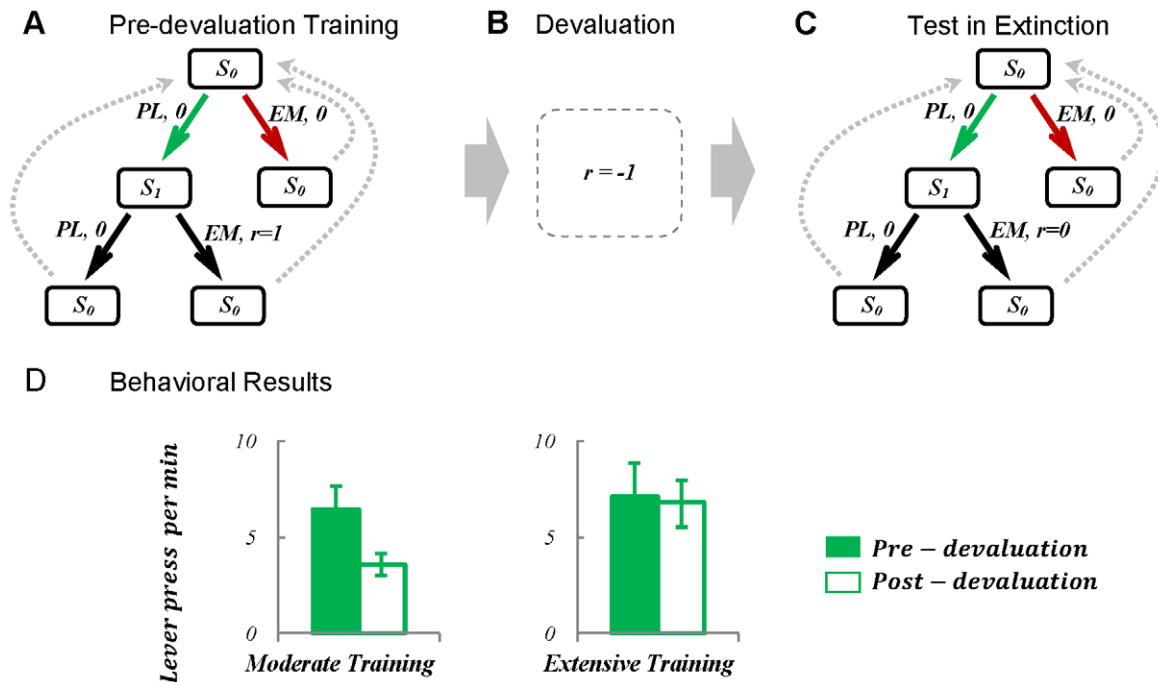 A Pre-devaluation Training
B Devaluation
C Test in Extinction
S0
PL, 0 EM, 0
S1 S0
PL, 0 EM, r=1
S0 S0
r = -1
S0
PL, 0 EM, 0
S1 S0
PL, 0 EM, r=0
S0 S0
D Behavioral Results
Lever press per min
10
5
0
Moderate Training
10
5
0
Extensive Training
Pre – devaluation
Post – devaluation